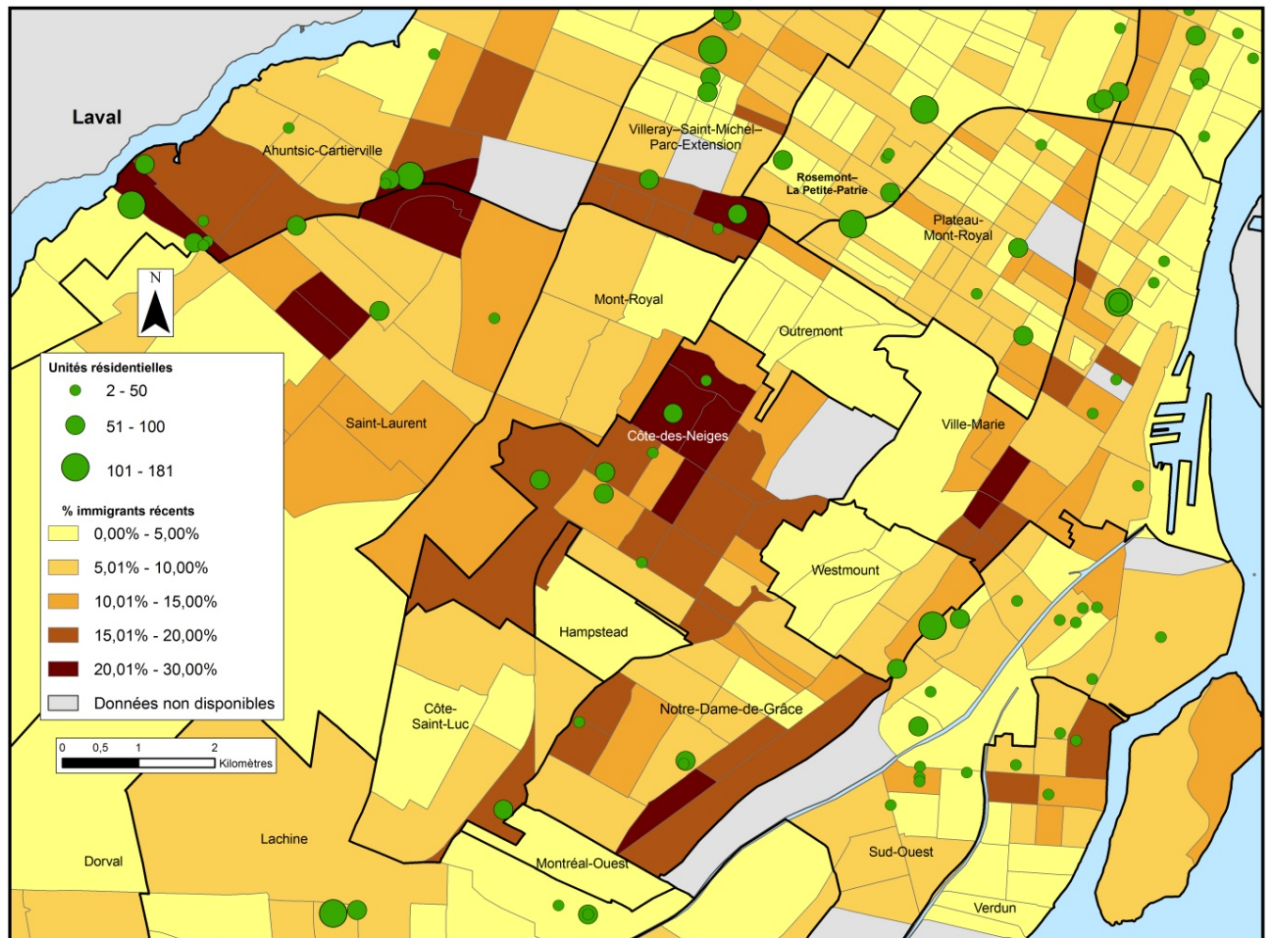 Laval
Ahuntsic-Cartierville
Villeray–Saint-Michel–
Parc-Extension
Rosemont–
La Petite-Patrie
Plateau-
Mont-Royal
N
Mont-Royal
Outremont
Unités résidentielles
2 - 50
51 - 100
101 - 181
% immigrants récents
0,00% - 5,00%
5,01% - 10,00%
10,01% - 15,00%
15,01% - 20,00%
20,01% - 30,00%
Données non disponibles
Saint-Laurent
Côte-des-Neiges
Ville-Marie
Westmount
Hampstead
Côte-
Saint-Luc
Notre-Dame-de-Grâce
0 0,5 1 2
Kilomètres
Lachine
Dorval
Montréal-Ouest
Sud-Ouest
Verdun